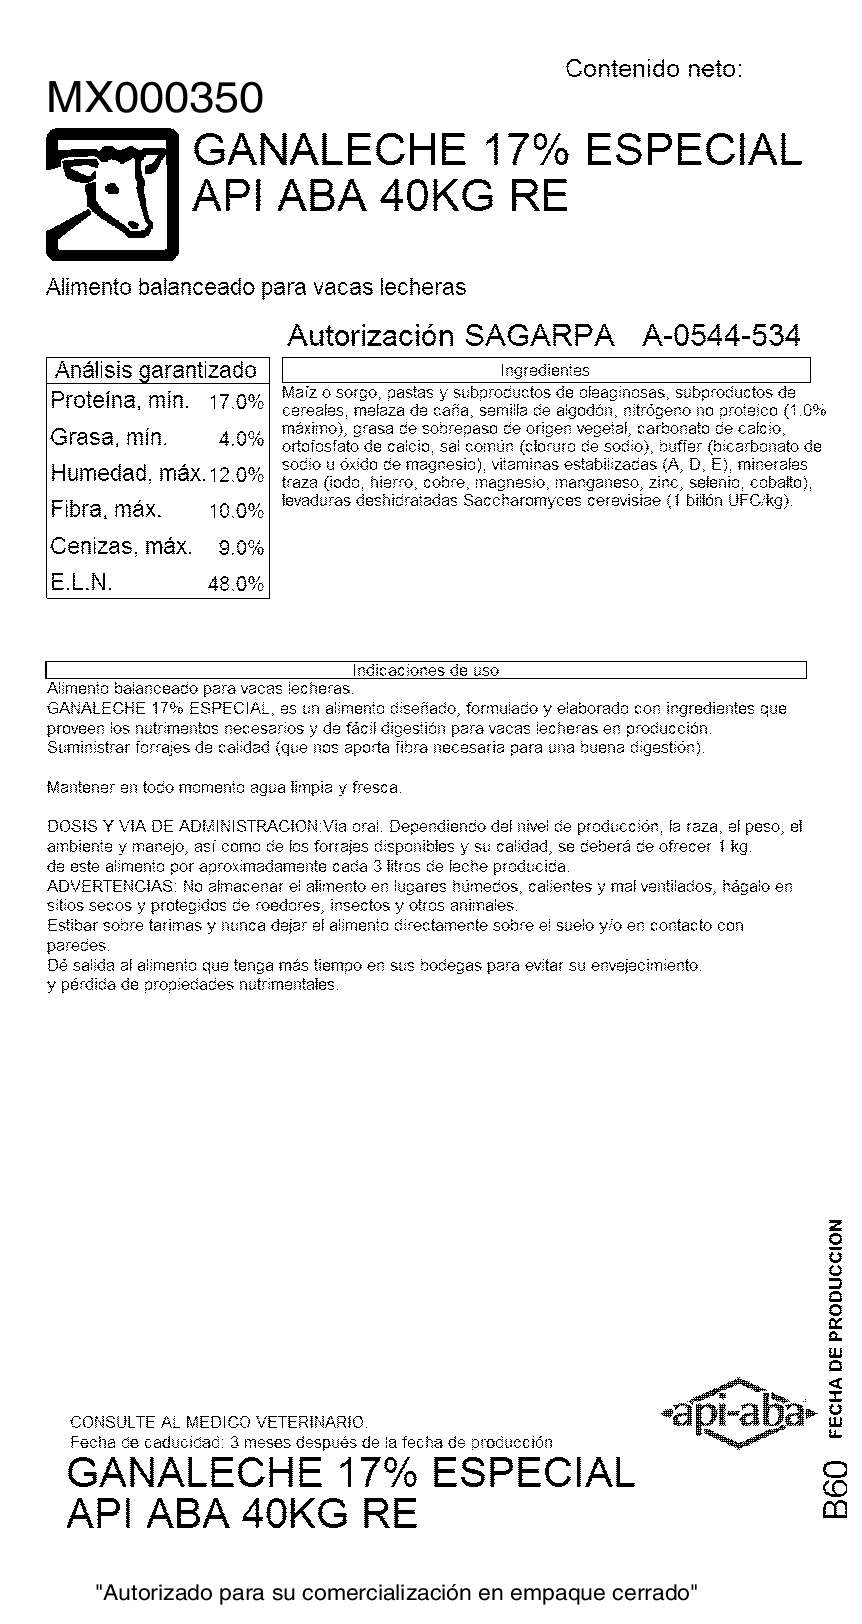 Contenido neto:
MX000350
GANALECHE 17% ESPECIAL
API ABA 40KG RE
Alimento balanceado para vacas lecheras
Autorización SAGARPA A-0544-534
Análisis garantizado
Proteína, mín. 17.0%
Grasa, mín. 4.0%
Humedad, máx. 12.0%
Fibra, máx. 10.0%
Cenizas, máx. 9.0%
E.L.N. 48.0%
Ingredientes
Maíz o sorgo, pastas y subproductos de oleaginosas, subproductos de
cereales, melaza de caña, semilla de algodón, nitrógeno no proteico (1.0%
máximo), grasa de sobrepaso de origen vegetal, carbonato de calcio,
ortofosfato de calcio, sal común (cloruro de sodio), buffer (bicarbonato de
sodio u óxido de magnesio), vitaminas estabilizadas (A, D, E), minerales
traza (iodo, hierro, cobre, magnesio, manganeso, zinc, selenio, cobalto),
levaduras deshidratadas Saccharomyces cerevisiae (1 billón UFC/kg).
Indicaciones de uso
Alimento balanceado para vacas lecheras.
GANALECHE 17% ESPECIAL, es un alimento diseñado, formulado y elaborado con ingredientes que
proveen los nutrimentos necesarios y de fácil digestión para vacas lecheras en producción.
Suministrar forrajes de calidad (que nos aporta fibra necesaria para una buena digestión).
Mantener en todo momento agua limpia y fresca.
DOSIS Y VIA DE ADMINISTRACION:Via oral. Dependiendo del nivel de producción, la raza, el peso, el
ambiente y manejo, así como de los forrajes disponibles y su calidad, se deberá de ofrecer 1 kg.
de este alimento por aproximadamente cada 3 litros de leche producida.
ADVERTENCIAS: No almacenar el alimento en lugares húmedos, calientes y mal ventilados, hágalo en
sitios secos y protegidos de roedores, insectos y otros animales.
Estibar sobre tarimas y nunca dejar el alimento directamente sobre el suelo y/o en contacto con
paredes.
Dé salida al alimento que tenga más tiempo en sus bodegas para evitar su envejecimiento.
y pérdida de propiedades nutrimentales.
FECHA DE PRODUCCION
B60
api-aba
CONSULTE AL MEDICO VETERINARIO.
Fecha de caducidad: 3 meses después de la fecha de producción
GANALECHE 17% ESPECIAL
API ABA 40KG RE
"Autorizado para su comercialización en empaque cerrado"